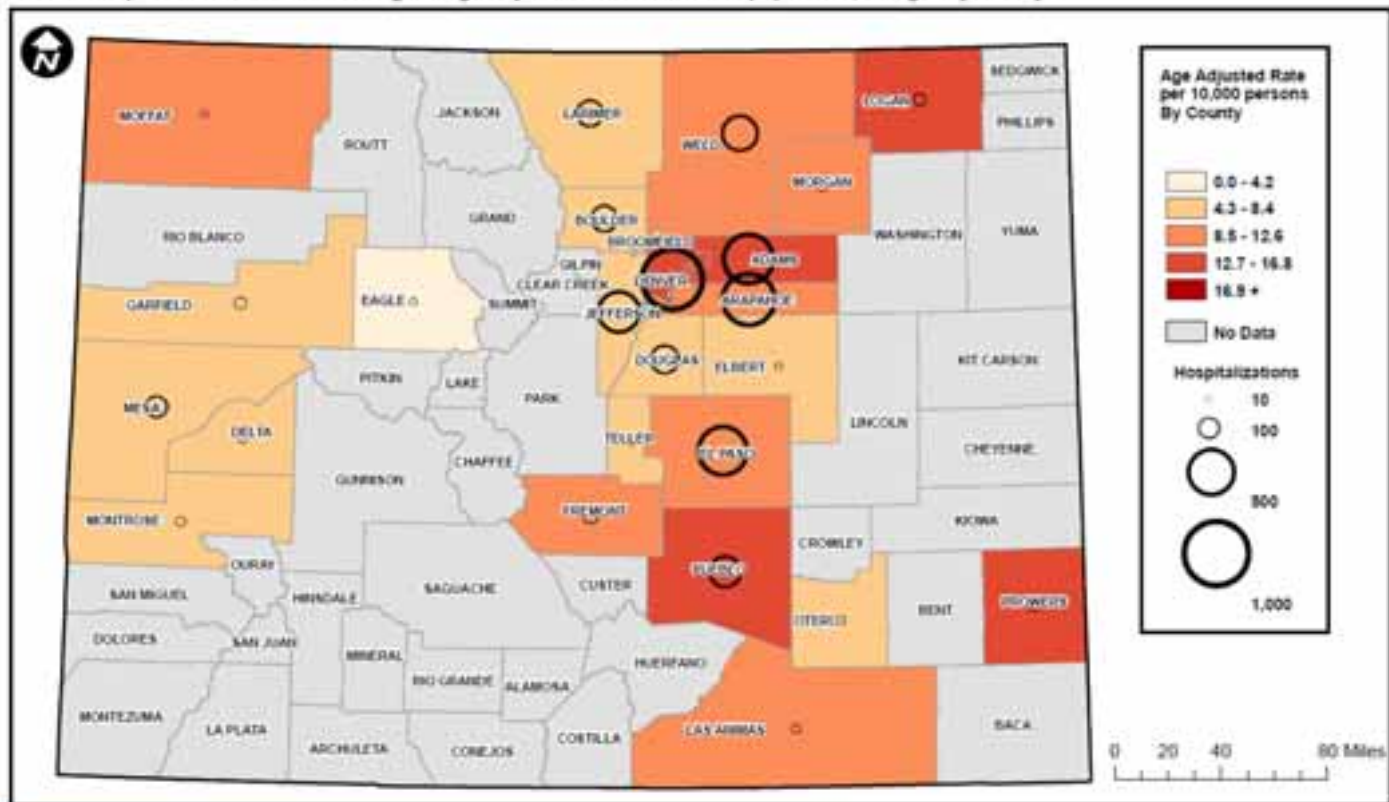 N
Age Adjusted Rate
per 10,000 persons
By County
0.0 - 4.2
4.3 - 8.4
8.5 - 12.6
12.7 - 16.8
16.9 +
No Data
Hospitalizations
10
100
500
1,000
0 20 40 80 Miles
MOFFAT
ROUTT
JACKSON
LARIMER
WELD
LOGAN
SEDGWICK
PHILLIPS
MORGAN
RIO BLANCO
GRAND
BOULDER
BROOMFIELD
WASHINGTON
YUMA
GARFIELD
EAGLE
SUMMIT
GILPIN
CLEAR CREEK
DENVER
ADAMS
JEFFERSON
ARAPAHOE
DOUGLAS
ELBERT
KIT CARSON
PITKIN
LAKE
PARK
MESA
DELTA
LINCOLN
TELLER
EL PASO
CHEYENNE
CHAFFEE
GUNNISON
MONTROSE
FREMONT
KIOWA
CROWLEY
OURAY
SAGUACHE
CUSTER
PUEBLO
SAN MIGUEL
HINSDALE
BENT
PROWERS
OTERO
DOLORES
SAN JUAN
MINERAL
HUERFANO
RIO GRANDE
ALAMOSA
MONTEZUMA
LA PLATA
ARCHULETA
CONEJOS
COSTILLA
LAS ANIMAS
BACA